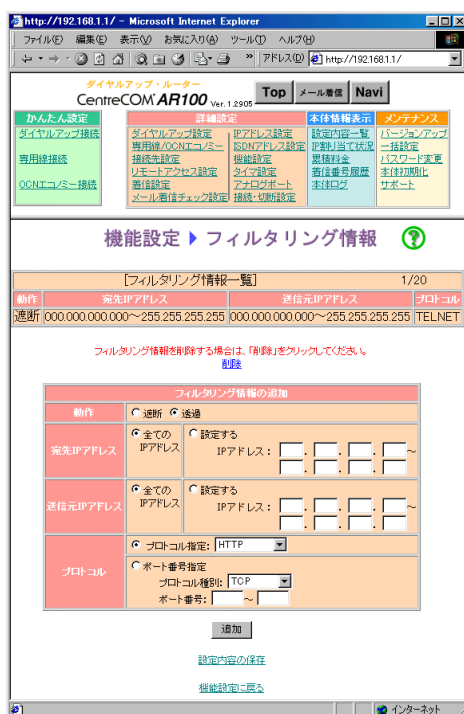 http://192.168.1.1/ - Microsoft Internet Explorer
ファイル(F) 編集(E) 表示(V) お気に入り(A) ツール(T) ヘルプ(H)
アドレス(D) http://192.168.1.1/
ダイヤルアップ・ルーター
CentreCOM AR100 Ver. 1.2905 Top メール着信 Navi
かんたん設定 詳細設定 本体情報表示 メンテナンス
ダイヤルアップ接続 ダイヤルアップ設定 IPアドレス設定 設定内容一覧 バージョンアップ
専用線/OCNエコノミー ISDNアドレス設定 IP割り当て状況 一括設定
専用線接続 接続先設定 機能設定 累積料金 パスワード変更
リモートアクセス設定 タイマ設定 着信番号履歴 本体初期化
OCNエコノミー接続 着信設定 アナログポート 本体ログ サポート
メール着信チェック設定 接続・切断設定
機能設定 フィルタリング情報 ?
[フィルタリング情報一覧] 1/20
動作 宛先IPアドレス 送信元IPアドレス プロトコル
遮断 000.000.000.000～255.255.255.255 000.000.000.000～255.255.255.255 TELNET
フィルタリング情報を削除する場合は、「削除」をクリックしてください。
削除
フィルタリング情報の追加
動作 遮断 透過
宛先IPアドレス 全てのIPアドレス 設定する
IPアドレス： . . . ～
. . .
送信元IPアドレス 全てのIPアドレス 設定する
IPアドレス： . . . ～
. . .
プロトコル プロトコル指定: HTTP
ポート番号指定
プロトコル種別: TCP
ポート番号: ～
追加
設定内容の保存
機能設定に戻る
インターネット